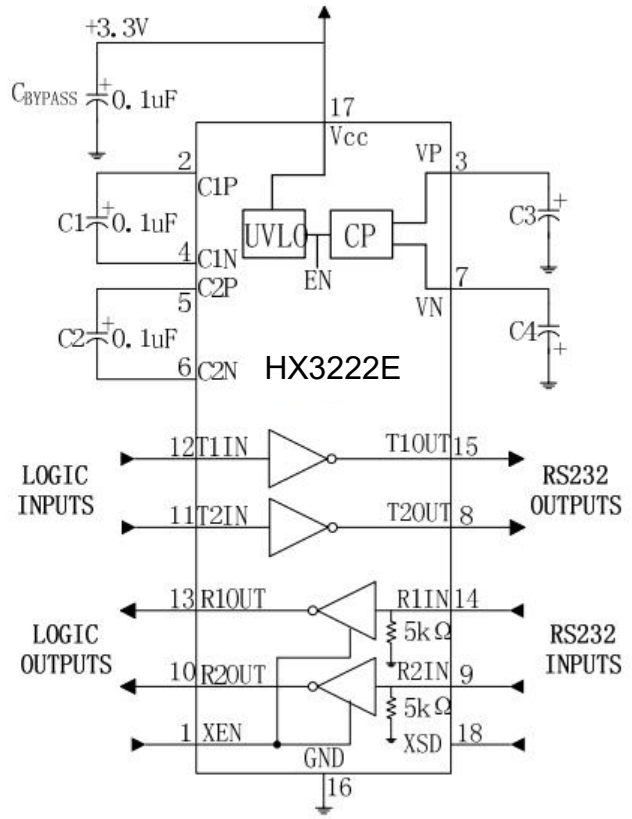 +3.3V
CBYPASS
+
0.1uF
17
Vcc
2
C1P
VP
3
C1
+
0.1uF
UVLO
CP
C3
+
4
C1N
EN
C2P
5
VN
7
C2
+
0.1uF
C4
+
6
C2N
HX3222E
12
T1IN
T1OUT
15
LOGIC
INPUTS
RS232
OUTPUTS
11
T2IN
T2OUT
8
13
R1OUT
R1IN
14
5kΩ
LOGIC
OUTPUTS
RS232
INPUTS
10
R2OUT
R2IN
9
5kΩ
1
XEN
XSD
18
GND
16